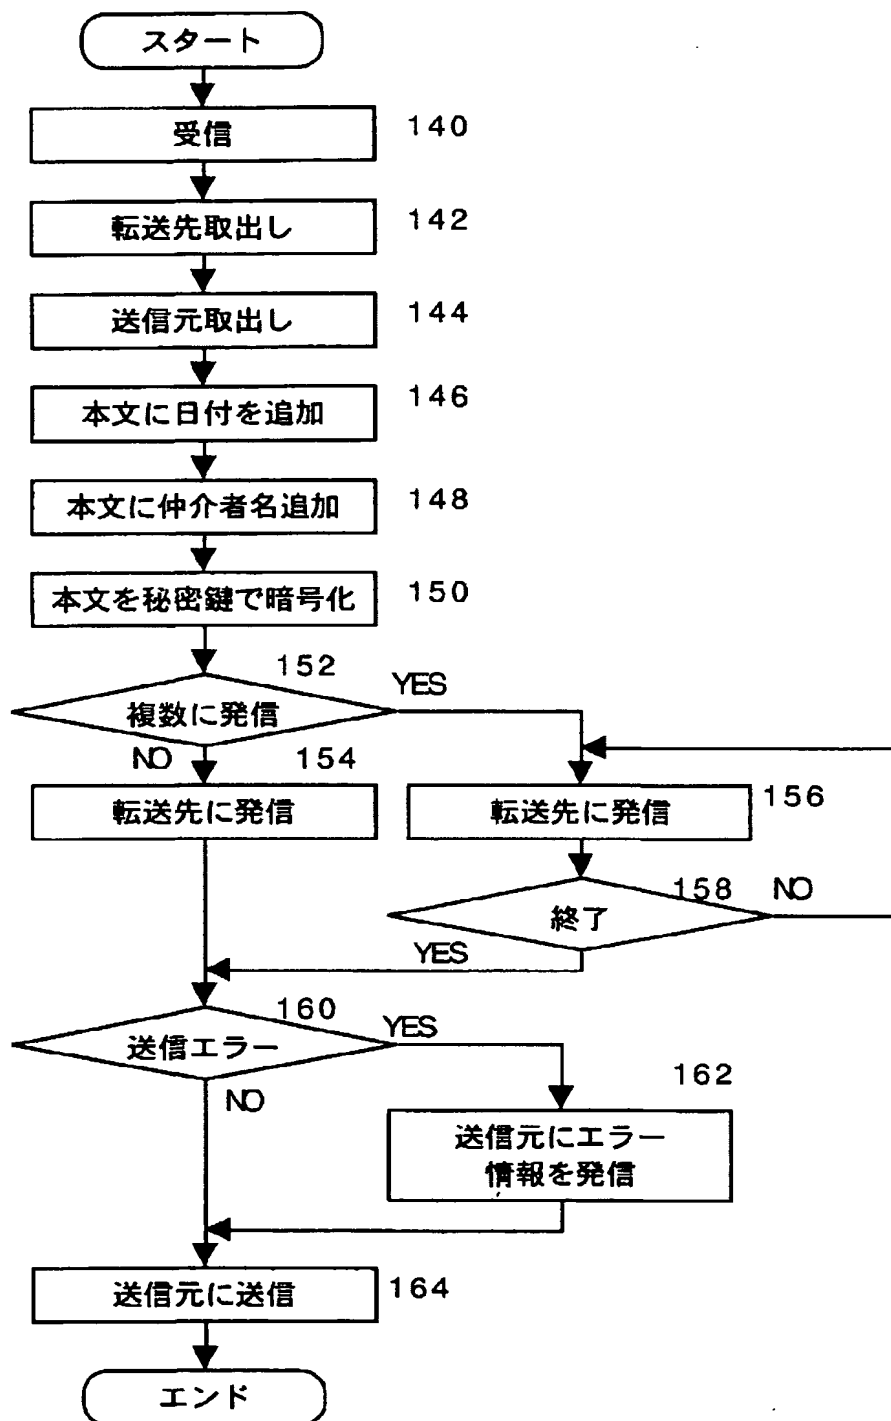 スタート
受信
140
転送先取出し
142
送信元取出し
144
本文に日付を追加
146
本文に仲介者名追加
148
本文を秘密鍵で暗号化
150
152
YES
複数に発信
NO
154
転送先に発信
156
転送先に発信
158
NO
終了
YES
160
YES
送信エラー
NO
162
送信元にエラー
情報を発信
送信元に送信
164
エンド